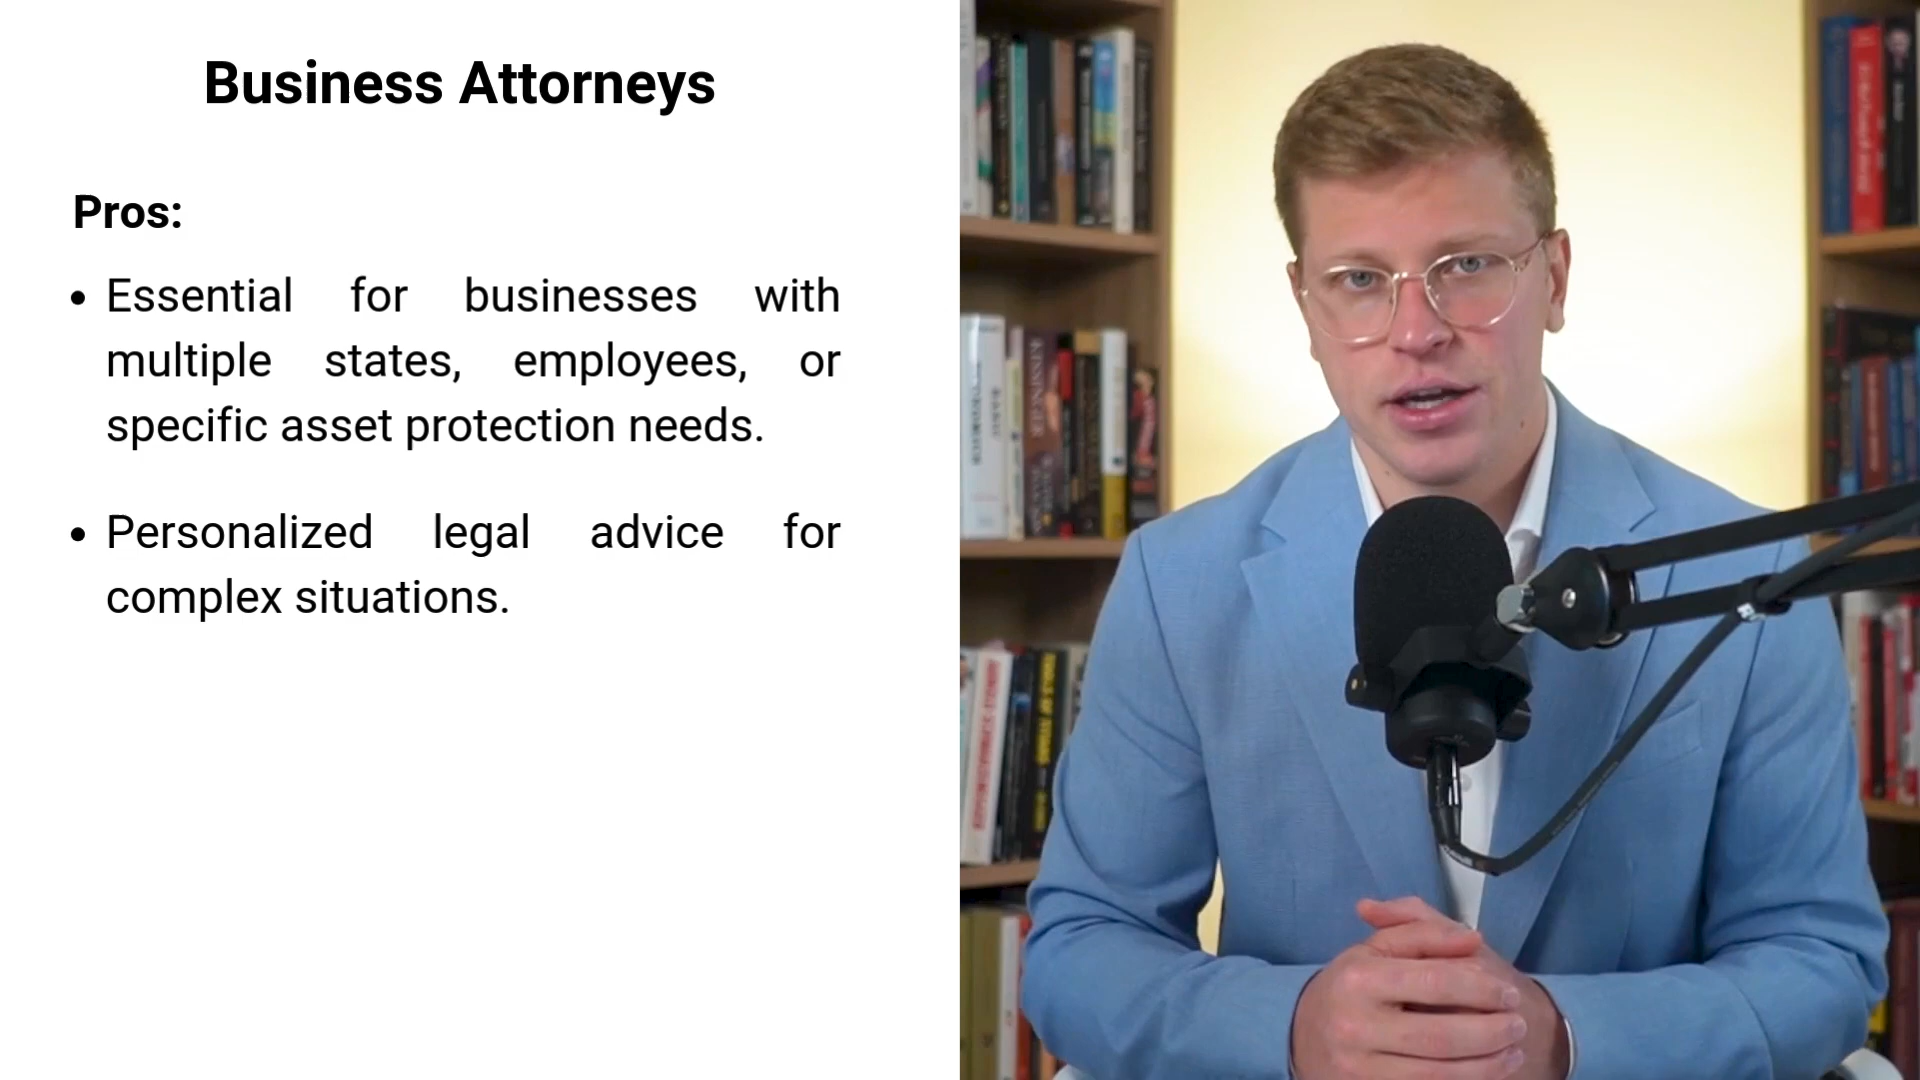 Business Attorneys
Pros:
• Essential for businesses with
multiple states, employees, or
specific asset protection needs.
• Personalized legal advice for
complex situations.